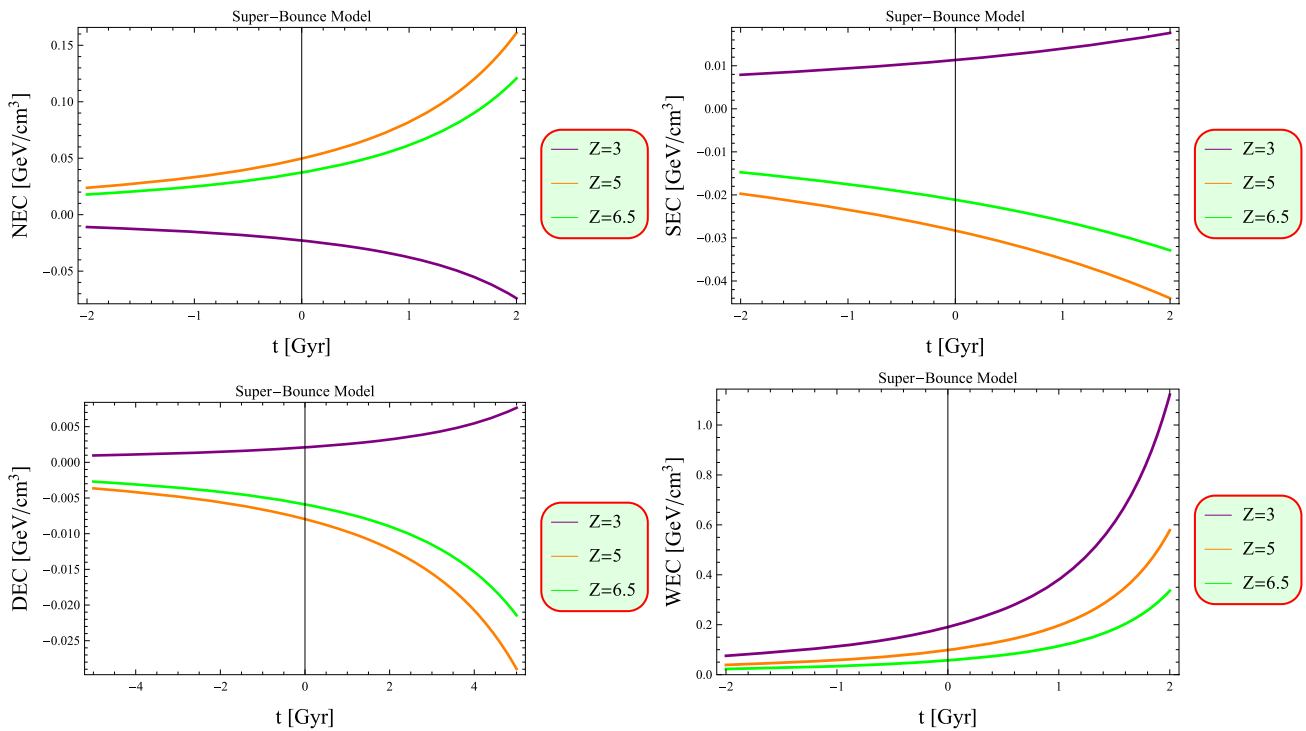 Super−Bounce Model
0.15
0.10
0.05
0.00
−0.05
NEC [GeV/cm³]
−2 −1 0 1 2
t [Gyr]
Z=3
Z=5
Z=6.5
Super−Bounce Model
0.01
0.00
−0.01
−0.02
−0.03
−0.04
SEC [GeV/cm³]
−2 −1 0 1 2
t [Gyr]
Z=3
Z=5
Z=6.5
Super−Bounce Model
0.005
0.000
−0.005
−0.010
−0.015
−0.020
−0.025
DEC [GeV/cm³]
−4 −2 0 2 4
t [Gyr]
Z=3
Z=5
Z=6.5
Super−Bounce Model
1.0
0.8
0.6
0.4
0.2
0.0
WEC [GeV/cm³]
−2 −1 0 1 2
t [Gyr]
Z=3
Z=5
Z=6.5